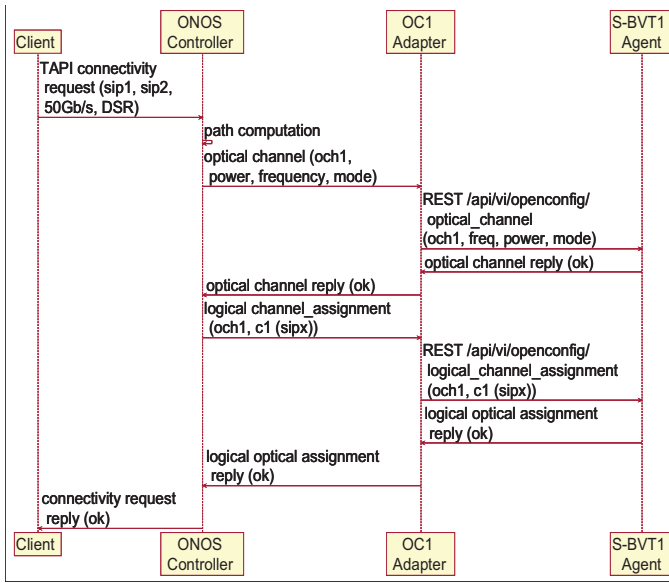 Client
ONOS
Controller
OC1
Adapter
S-BVT1
Agent
TAPI connectivity
request (sip1, sip2,
50Gb/s, DSR)
path computation
optical channel (och1,
power, frequency, mode)
REST /api/vi/openconfig/
optical_channel
(och1, freq, power, mode)
optical channel reply (ok)
optical channel reply (ok)
logical channel_assignment
(och1, c1 (sipx))
REST /api/vi/openconfig/
logical_channel_assignment
(och1, c1 (sipx))
logical optical assignment
reply (ok)
logical optical assignment
reply (ok)
connectivity request
reply (ok)
Client
ONOS
Controller
OC1
Adapter
S-BVT1
Agent